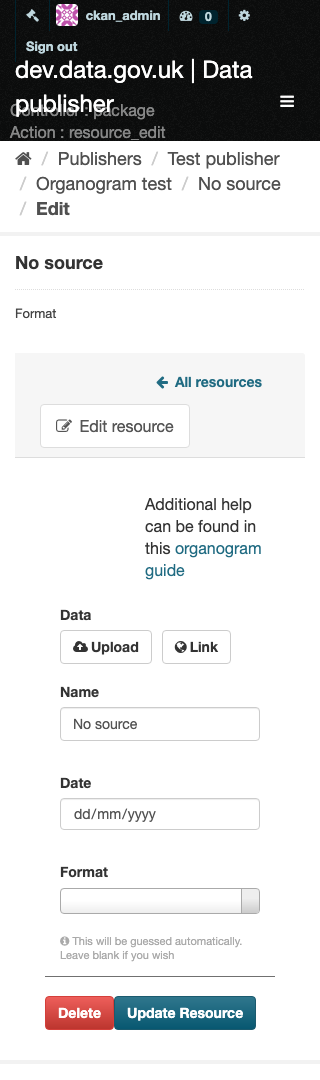 ckan_admin 0
Sign out
dev.data.gov.uk | Data
publisher
Controller : package
Action : resource_edit
/ Publishers / Test publisher
/ Organogram test / No source
/ Edit
No source
Format
All resources
Edit resource
Additional help
can be found in
this organogram
guide
Data
Upload Link
Name
No source
Date
dd/mm/yyyy
Format
This will be guessed automatically.
Leave blank if you wish
Delete Update Resource